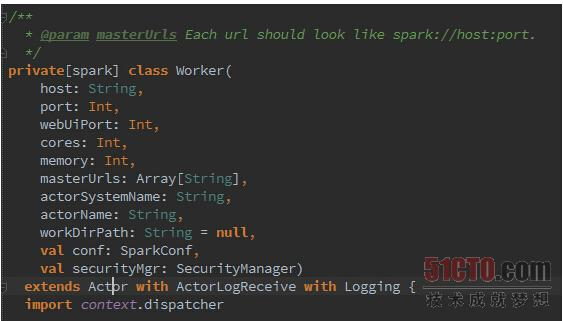 /**
* @param masterUrls Each url should look like spark://host:port.
*/
private[spark] class Worker(
host: String,
port: Int,
webUiPort: Int,
cores: Int,
memory: Int,
masterUrls: Array[String],
actorSystemName: String,
actorName: String,
workDirPath: String = null,
val conf: SparkConf,
val securityMgr: SecurityManager)
extends Actor with ActorLogReceive with Logging {
import context.dispatcher
51CTO.com
技术成就梦想